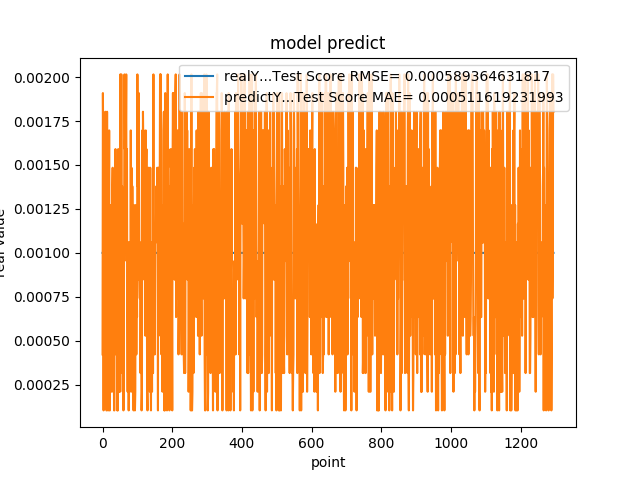 model predict
realY...Test Score RMSE= 0.000589364631817
predictY...Test Score MAE= 0.000511619231993
0.00200
0.00175
0.00150
0.00125
0.00100
0.00075
0.00050
0.00025
real value
0 200 400 600 800 1000 1200
point